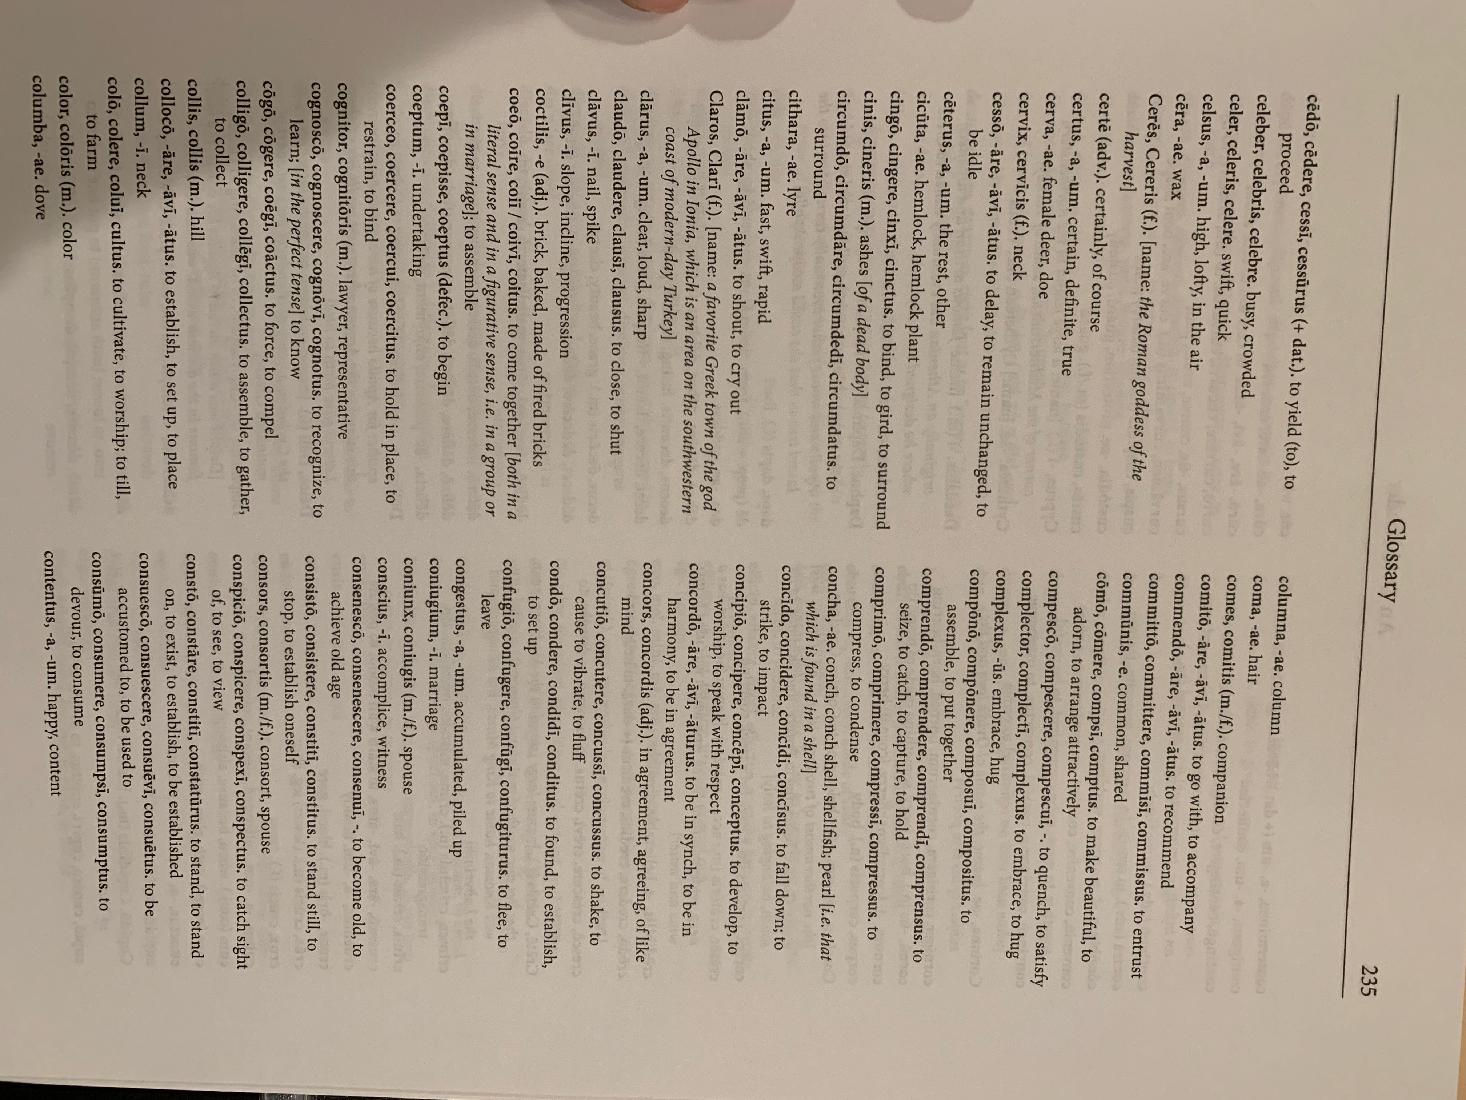 Glossary
235
cēdō, cēdere, cessī, cessūrus (+ dat.). to yield (to), to
proceed
celeber, celebris, celebre. busy, crowded
celer, celeris, celere. swift, quick
celsus, -a, -um. high, lofty, in the air
cēra, -ae. wax
Cerēs, Cereris (f.). [name: the Roman goddess of the
harvest]
certē (adv.). certainly, of course
certus, -a, -um. certain, definite, true
cerva, -ae. female deer, doe
cervix, cervīcis (f.). neck
cessō, -āre, -āvī, -ātus. to delay, to remain unchanged, to
be idle
cēterus, -a, -um. the rest, other
cicūta, -ae. hemlock, hemlock plant
cingō, cingere, cinxī, cinctus. to bind, to gird, to surround
cinis, cineris (m.). ashes [of a dead body]
circumdō, circumdāre, circumdedī, circumdatus. to
surround
cithara, -ae. lyre
citus, -a, -um. fast, swift, rapid
clāmō, -āre, -āvī, -ātus. to shout, to cry out
Claros, Clarī (f.). [name: a favorite Greek town of the god
Apollo in Ionia, which is an area on the southwestern
coast of modern-day Turkey]
clārus, -a, -um. clear, loud, sharp
claudō, claudere, clausī, clausus. to close, to shut
clāvus, -ī. nail, spike
clīvus, -ī. slope, incline, progression
coctilis, -e (adj.). brick, baked, made of fired bricks
coeō, coīre, coiī / coivī, coitus. to come together [both in a
literal sense and in a figurative sense, i.e. in a group or
in marriage]; to assemble
coepī, coepisse, coeptus (defec.). to begin
coeptum, -ī. undertaking
coerceo, coercere, coercui, coercitus. to hold in place, to
restrain, to bind
cognitor, cognitōris (m.). lawyer, representative
cognoscō, cognoscere, cognōvī, cognotus. to recognize, to
learn; [in the perfect tense] to know
cōgō, cōgere, coēgī, coāctus. to force, to compel
colligō, colligere, collēgī, collectus. to assemble, to gather,
to collect
collis, collis (m.). hill
collocō, -āre, -āvī, -ātus. to establish, to set up, to place
collum, -ī. neck
colō, colere, coluī, cultus. to cultivate, to worship; to till,
to farm
color, colōris (m.). color
columba, -ae. dove
columna, -ae. column
coma, -ae. hair
comes, comitis (m./f.). companion
comitō, -āre, -āvī, -ātus. to go with, to accompany
commendō, -āre, -āvī, -ātus. to recommend
committō, committere, commīsī, commissus. to entrust
commūnis, -e. common, shared
cōmō, cōmere, compsī, comptus. to make beautiful, to
adorn, to arrange attractively
compescō, compescere, compescuī, -. to quench, to satisfy
complector, complectī, complexus. to embrace, to hug
complexus, -ūs. embrace, hug
compōnō, compōnere, composuī, compositus. to
assemble, to put together
comprendō, comprendere, comprendī, comprensus. to
seize, to catch, to capture, to hold
comprimō, comprimere, compressī, compressus. to
compress, to condense
concha, -ae. conch, conch shell, shellfish; pearl [i.e. that
which is found in a shell]
concīdo, concīdere, concīdi, concīsus. to fall down; to
strike, to impact
concipiō, concipere, concēpī, conceptus. to develop, to
worship; to speak with respect
concordō, -āre, -āvī, -āturus. to be in synch, to be in
harmony, to be in agreement
concors, concordis (adj.). in agreement, agreeing, of like
mind
concutiō, concutere, concussī, concussus. to shake, to
cause to vibrate, to fluff
condō, condere, condidī, conditus. to found, to establish,
to set up
confugiō, confugere, confūgī, confugiturus. to flee, to
leave
congestus, -a, -um. accumulated, piled up
coniugium, -ī. marriage
coniunx, coniugis (m./f.). spouse
conscius, -ī. accomplice, witness
consenescō, consenescere, consenuī, -. to become old, to
achieve old age
consistō, consistere, constitī, constitus. to stand still, to
stop, to establish oneself
consors, consortis (m./f.). consort, spouse
conspiciō, conspicere, conspexī, conspectus. to catch sight
of, to see, to view
constō, constāre, constitī, constatūrus. to stand, to stand
on, to exist, to establish, to be established
consuescō, consuescere, consuēvī, consuētus. to be
accustomed to, to be used to
consūmō, consumere, consumpsī, consumptus. to
devour, to consume
contentus, -a, -um. happy, content